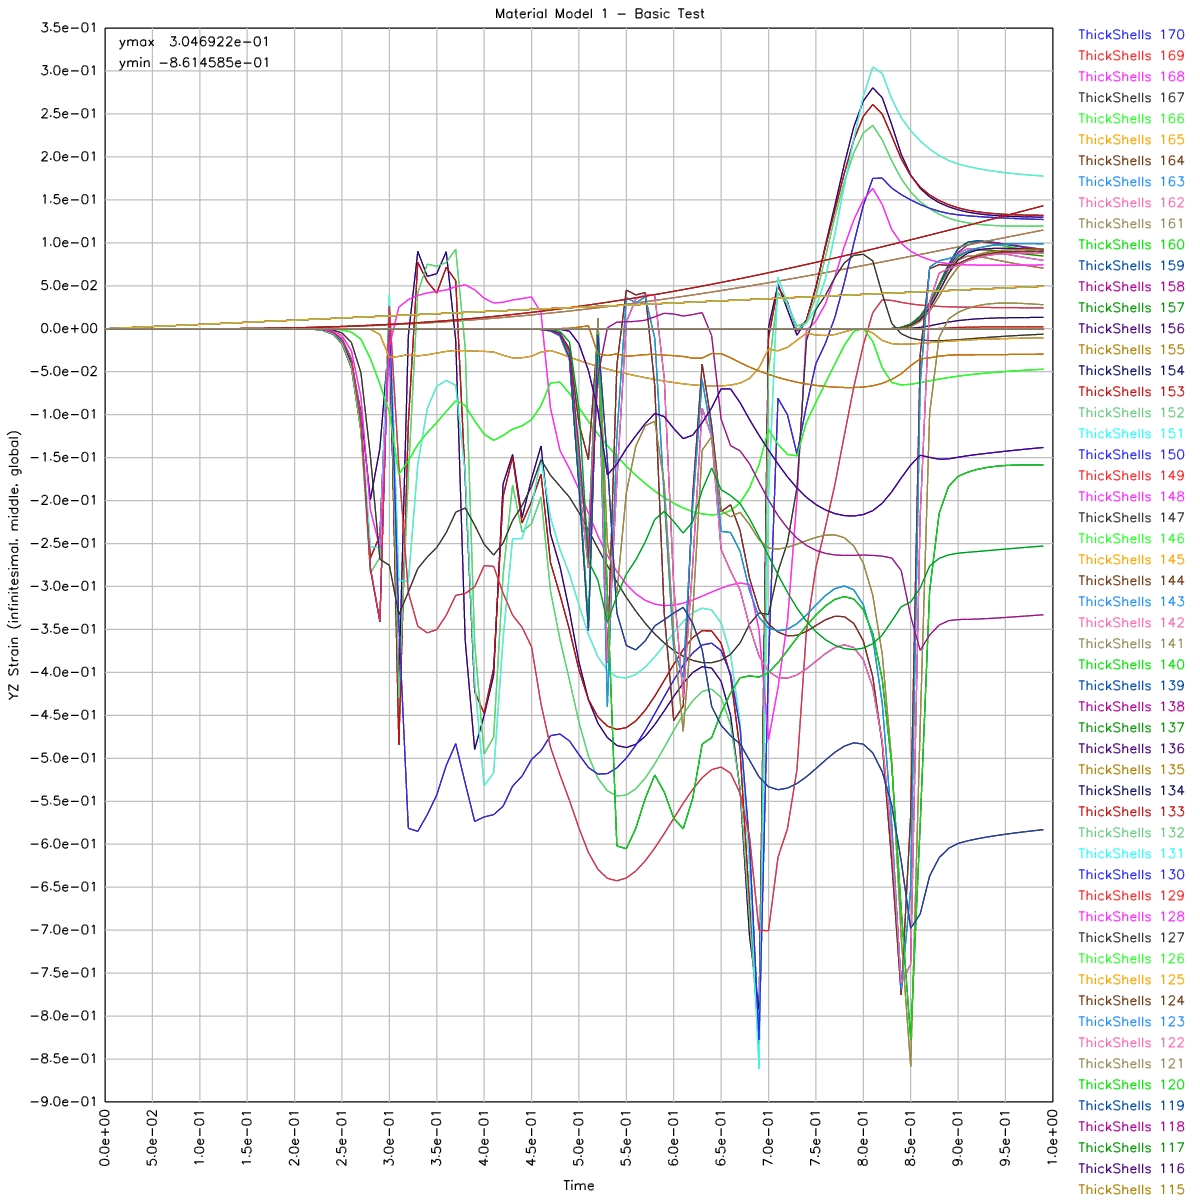 Material Model 1 - Basic Test
ymax 3.046922e-01
ymin -8.614585e-01
3.5e-01
3.0e-01
2.5e-01
2.0e-01
1.5e-01
1.0e-01
5.0e-02
0.0e+00
-5.0e-02
-1.0e-01
-1.5e-01
-2.0e-01
-2.5e-01
-3.0e-01
-3.5e-01
-4.0e-01
-4.5e-01
-5.0e-01
-5.5e-01
-6.0e-01
-6.5e-01
-7.0e-01
-7.5e-01
-8.0e-01
-8.5e-01
-9.0e-01
YZ Strain (infinitesimal, middle, global)
0.0e+00
5.0e-02
1.0e-01
1.5e-01
2.0e-01
2.5e-01
3.0e-01
3.5e-01
4.0e-01
4.5e-01
5.0e-01
5.5e-01
6.0e-01
6.5e-01
7.0e-01
7.5e-01
8.0e-01
8.5e-01
9.0e-01
9.5e-01
1.0e+00
Time
ThickShells 170
ThickShells 169
ThickShells 168
ThickShells 167
ThickShells 166
ThickShells 165
ThickShells 164
ThickShells 163
ThickShells 162
ThickShells 161
ThickShells 160
ThickShells 159
ThickShells 158
ThickShells 157
ThickShells 156
ThickShells 155
ThickShells 154
ThickShells 153
ThickShells 152
ThickShells 151
ThickShells 150
ThickShells 149
ThickShells 148
ThickShells 147
ThickShells 146
ThickShells 145
ThickShells 144
ThickShells 143
ThickShells 142
ThickShells 141
ThickShells 140
ThickShells 139
ThickShells 138
ThickShells 137
ThickShells 136
ThickShells 135
ThickShells 134
ThickShells 133
ThickShells 132
ThickShells 131
ThickShells 130
ThickShells 129
ThickShells 128
ThickShells 127
ThickShells 126
ThickShells 125
ThickShells 124
ThickShells 123
ThickShells 122
ThickShells 121
ThickShells 120
ThickShells 119
ThickShells 118
ThickShells 117
ThickShells 116
ThickShells 115